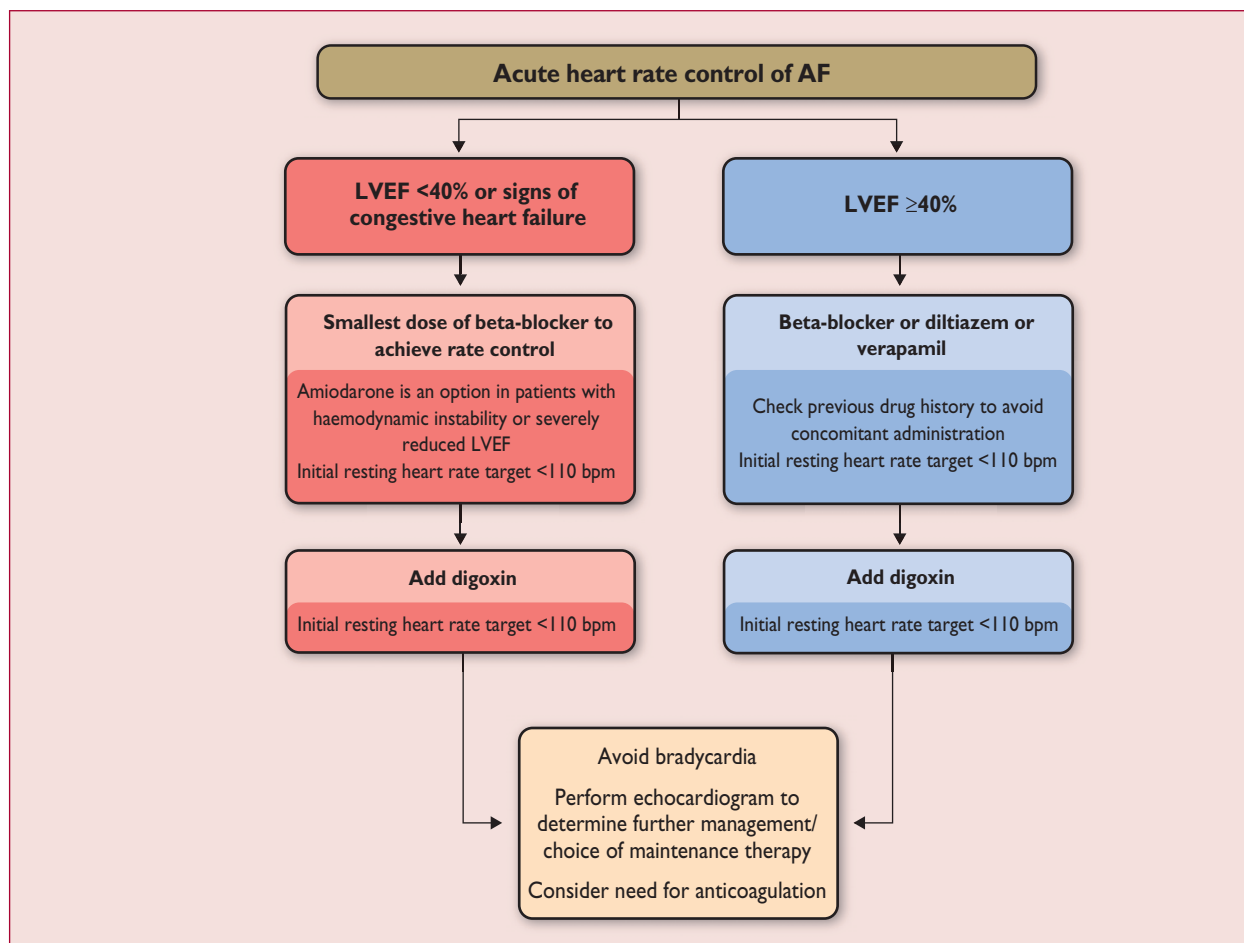 Acute heart rate control of AF
LVEF <40% or signs of
congestive heart failure
LVEF ≥40%
Smallest dose of beta-blocker to
achieve rate control
Amiodarone is an option in patients with
haemodynamic instability or severely
reduced LVEF
Initial resting heart rate target <110 bpm
Beta-blocker or diltiazem or
verapamil
Check previous drug history to avoid
concomitant administration
Initial resting heart rate target <110 bpm
Add digoxin
Initial resting heart rate target <110 bpm
Add digoxin
Initial resting heart rate target <110 bpm
Avoid bradycardia
Perform echocardiogram to
determine further management/
choice of maintenance therapy
Consider need for anticoagulation